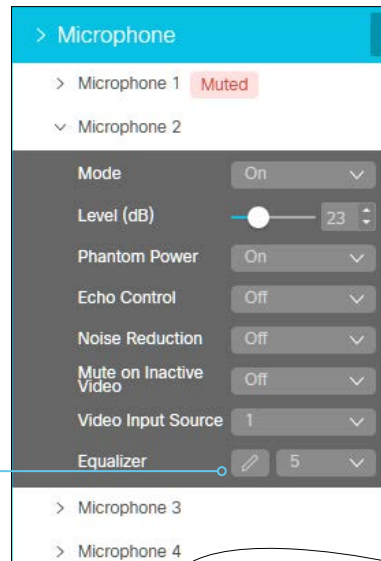 Microphone
Microphone 1 Muted
Microphone 2
Mode On
Level (dB) 23
Phantom Power On
Echo Control Off
Noise Reduction Off
Mute on Inactive
Video Off
Video Input Source 1
Equalizer 5
Microphone 3
Microphone 4